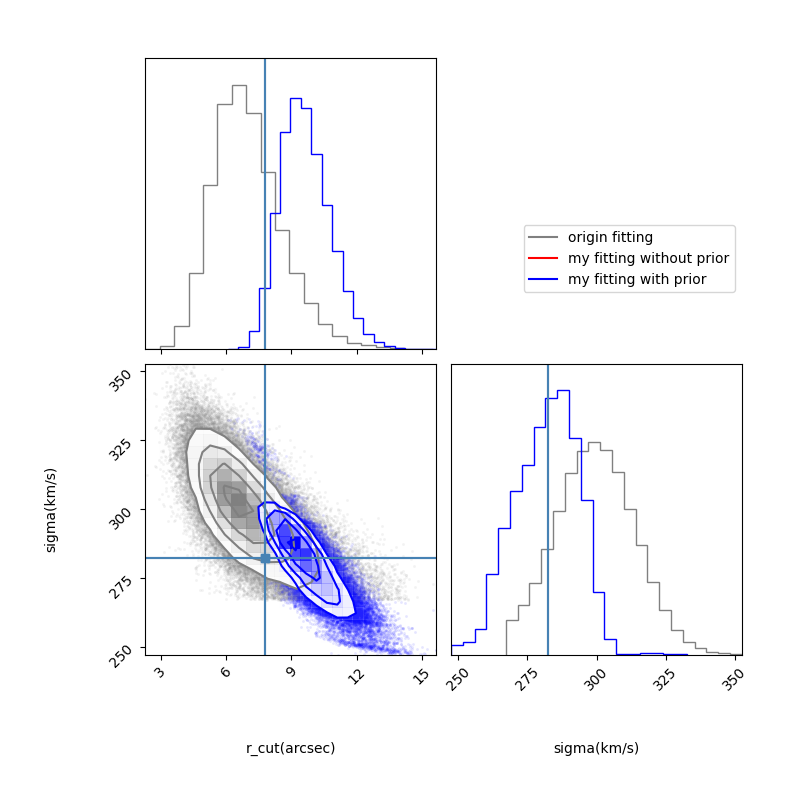 origin fitting
my fitting without prior
my fitting with prior
350
325
300
275
250
sigma(km/s)
3
6
9
12
15
r_cut(arcsec)
250
275
300
325
350
sigma(km/s)